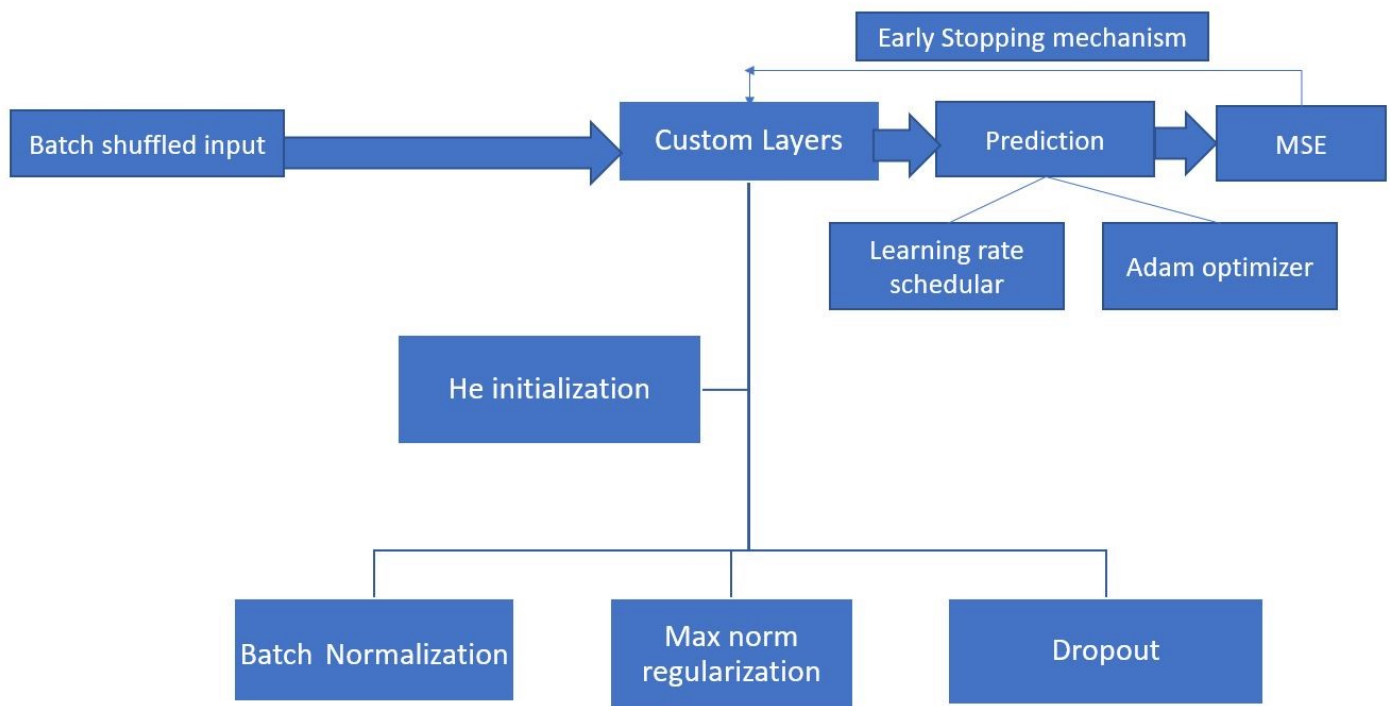 Early Stopping mechanism
Batch shuffled input
Custom Layers
Prediction
MSE
Learning rate
schedular
Adam optimizer
He initialization
Batch Normalization
Max norm
regularization
Dropout